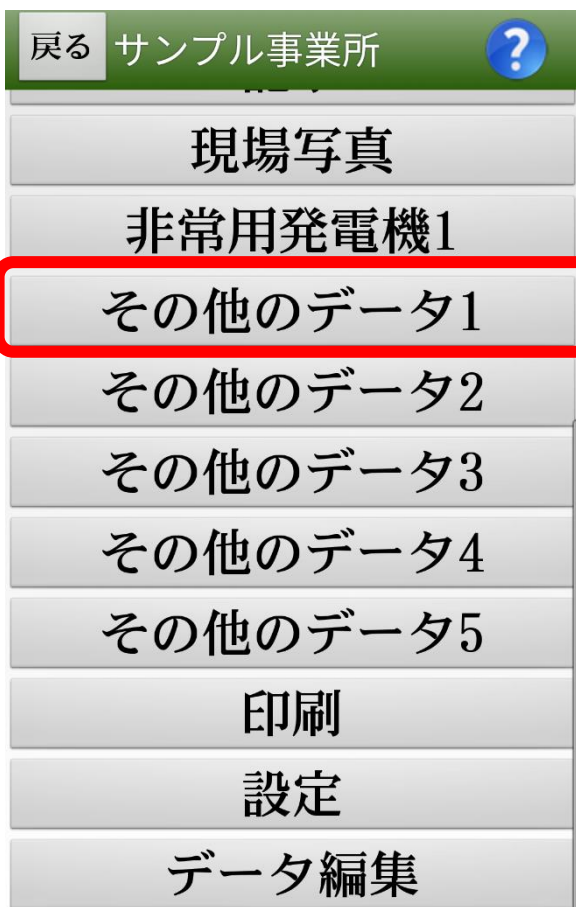 戻る サンプル事業所 ?
現場写真
非常用発電機1
その他のデータ1
その他のデータ2
その他のデータ3
その他のデータ4
その他のデータ5
印刷
設定
データ編集